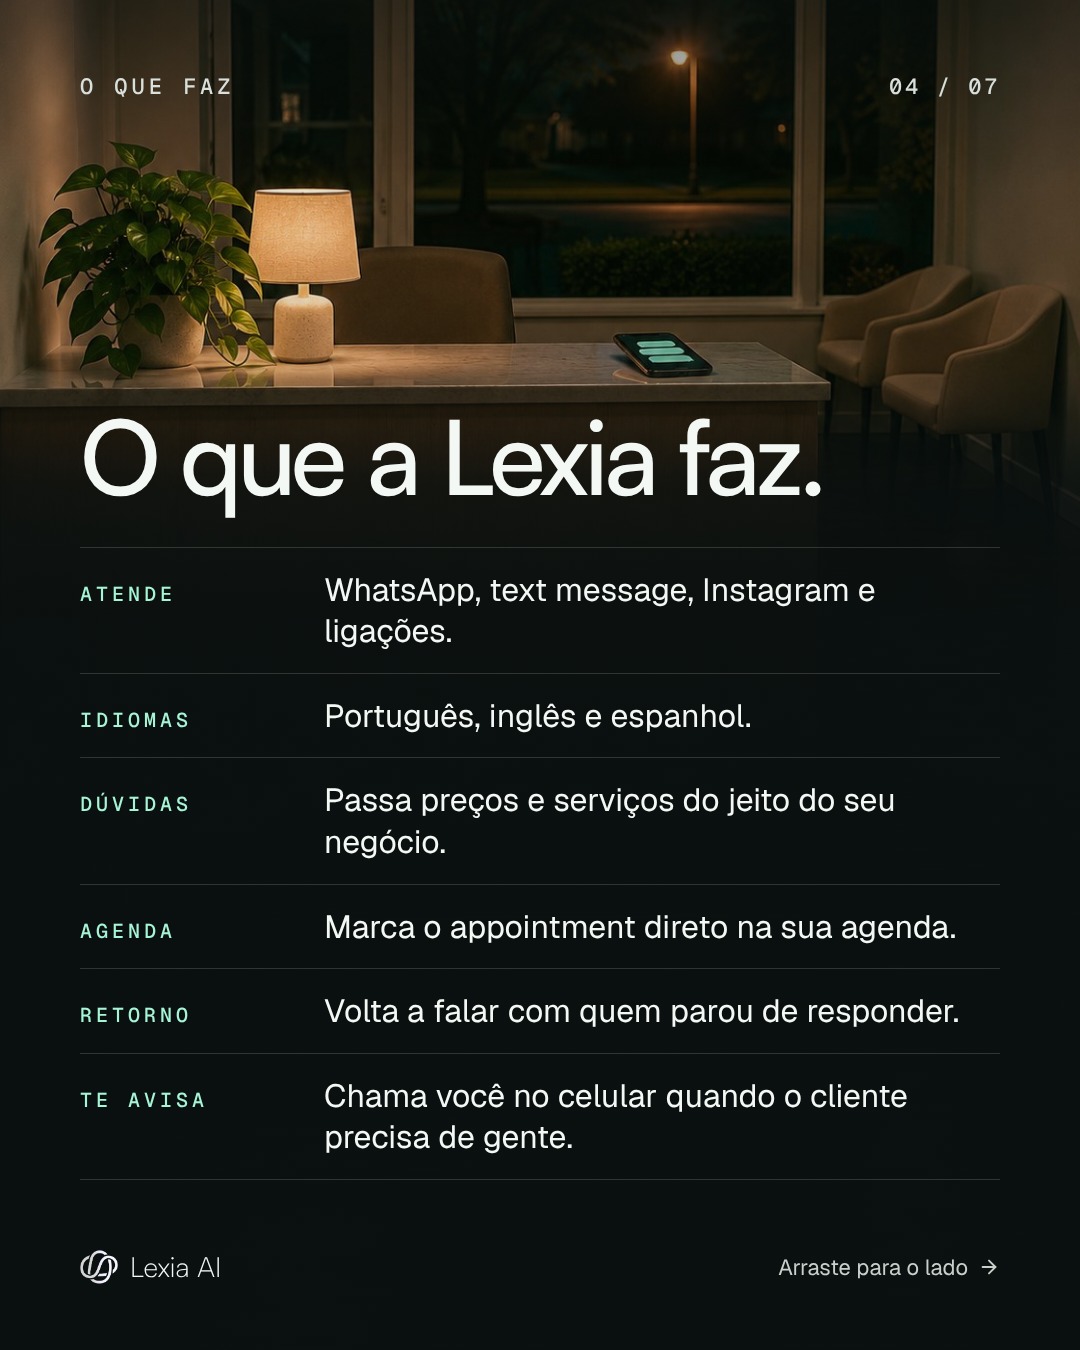 O QUE FAZ
04 / 07
O que a Lexia faz.
ATENDE
WhatsApp, text message, Instagram e
ligações.
IDIOMAS
Português, inglês e espanhol.
DÚVIDAS
Passa preços e serviços do jeito do seu
negócio.
AGENDA
Marca o appointment direto na sua agenda.
RETORNO
Volta a falar com quem parou de responder.
TE AVISA
Chama você no celular quando o cliente
precisa de gente.
Lexia AI
Arraste para o lado →